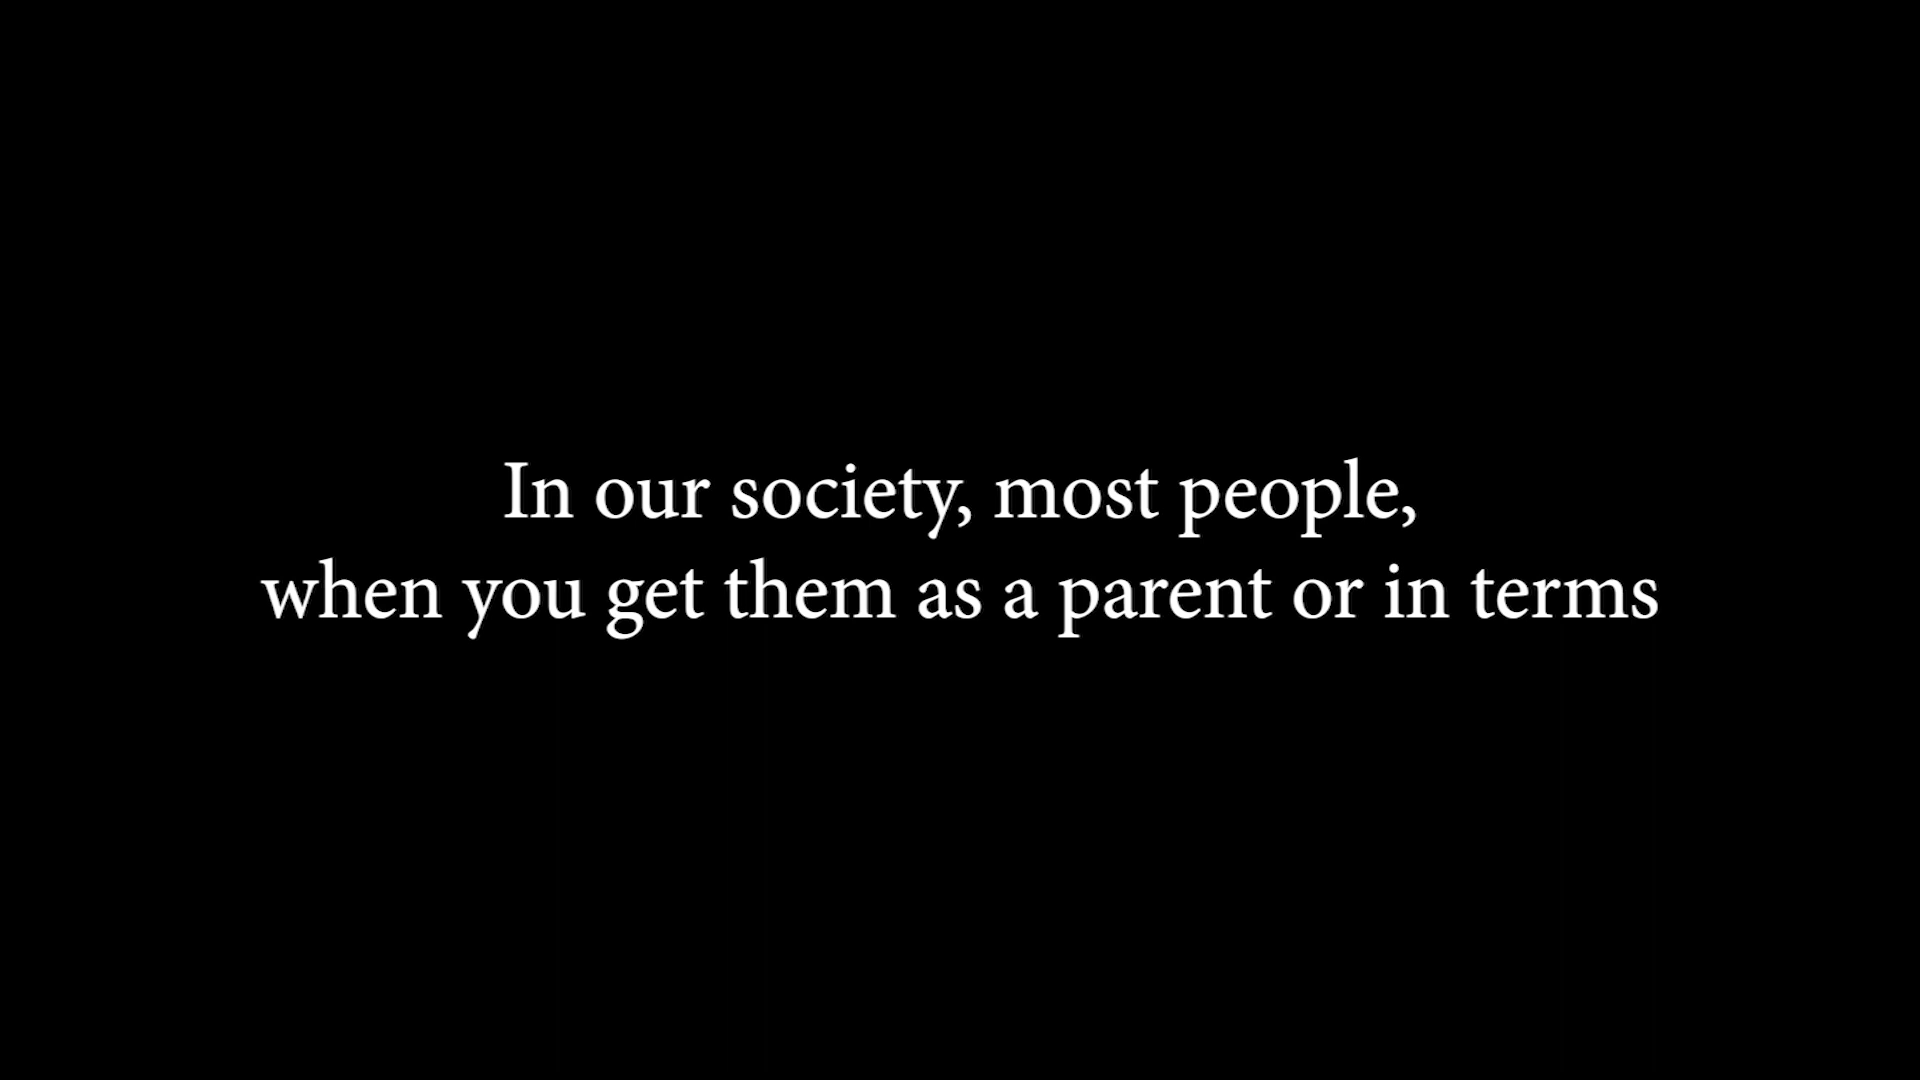 In our society, most people,
when you get them as a parent or in terms